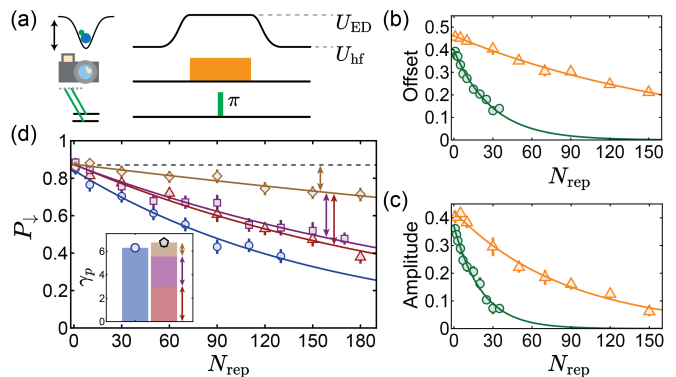 (a)
U_ED
U_hf
π
(b)
Offset
0.5
0.4
0.3
0.2
0.1
0
0 30 60 90 120 150
N_rep
(c)
Amplitude
0.4
0.3
0.2
0.1
0
0 30 60 90 120 150
N_rep
(d)
P_↓
1
0.8
0.6
0.4
0.2
0
γ_p
6
4
2
0
0 30 60 90 120 150 180
N_rep